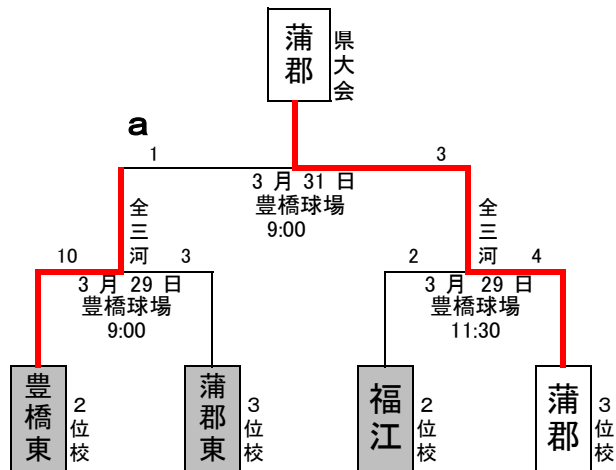 蒲郡
県大会
a
1
3
3 月 31 日
豊橋球場
9:00
全三河
全三河
10
3
2
4
3 月 29 日
豊橋球場
9:00
3 月 29 日
豊橋球場
11:30
豊橋東
2位校
蒲郡東
3位校
福江
2位校
蒲郡
3位校